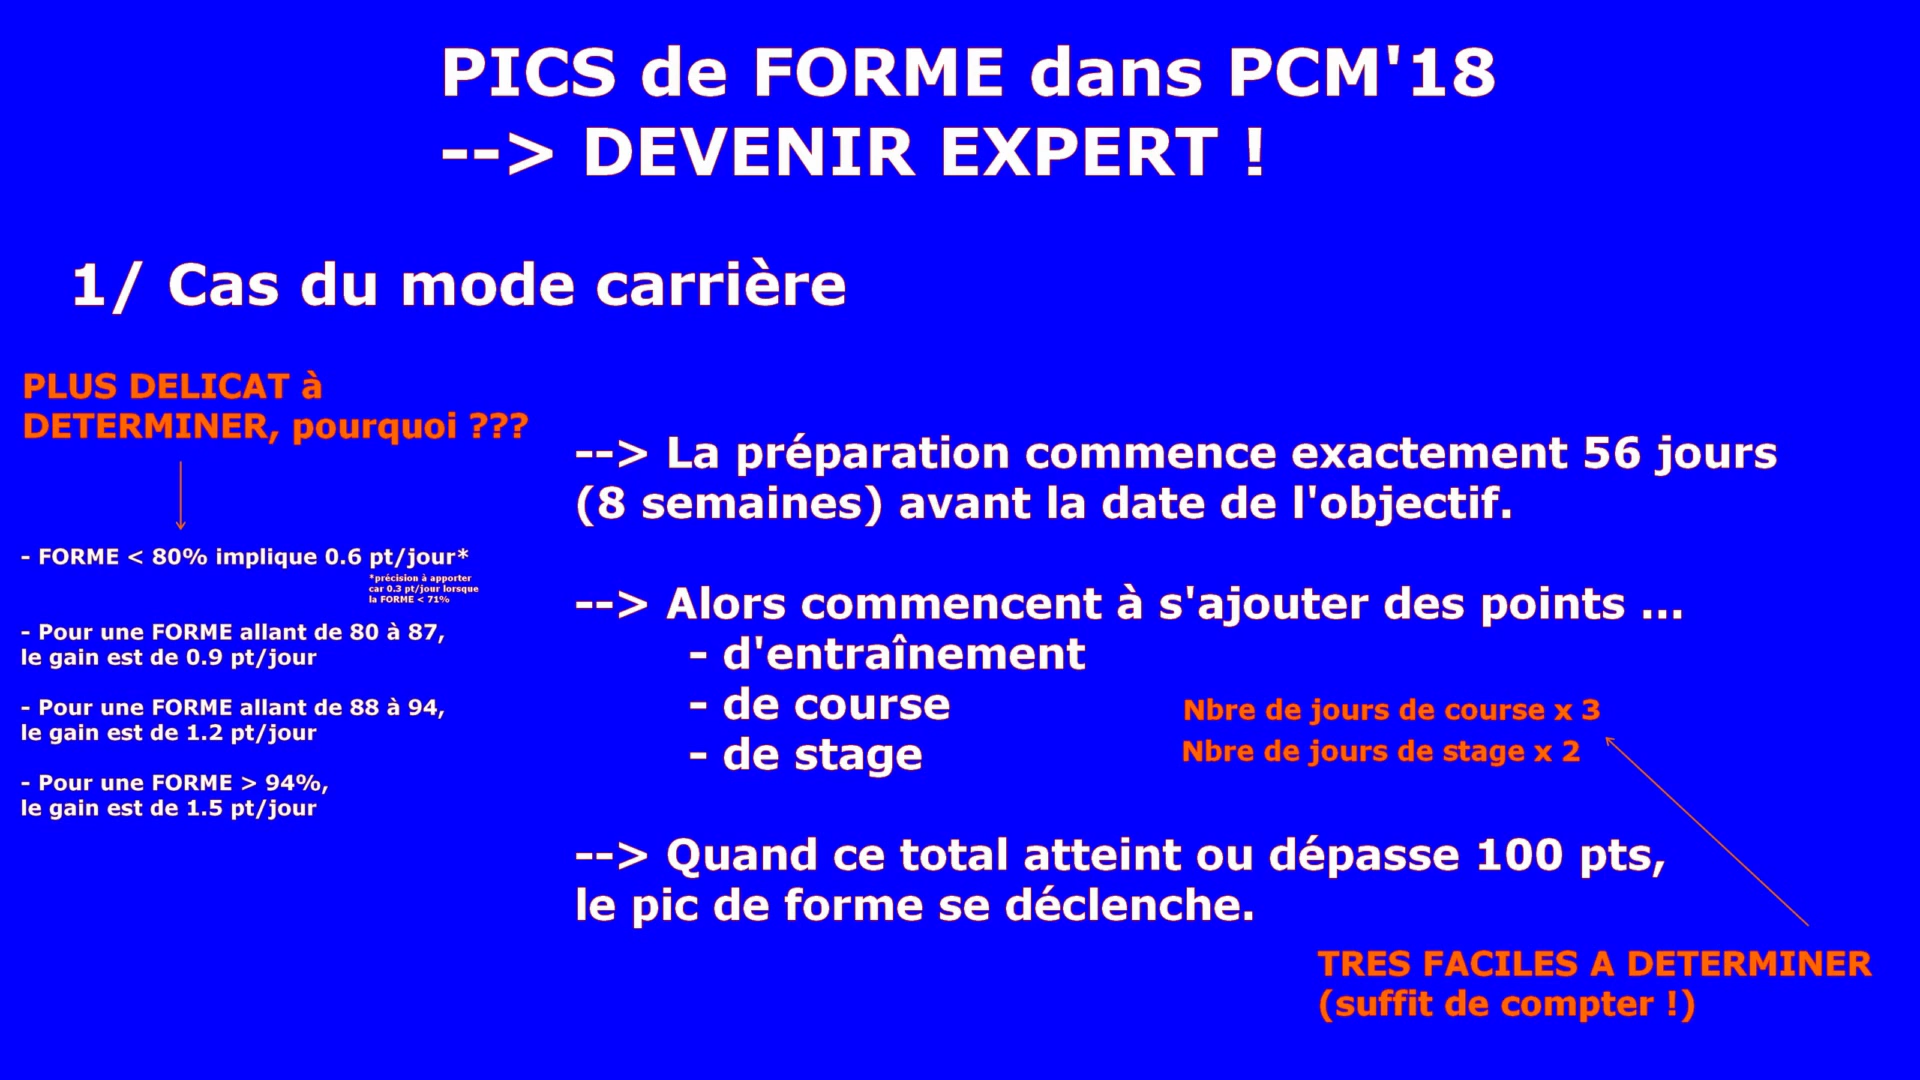 PICS de FORME dans PCM'18
--> DEVENIR EXPERT !
1/ Cas du mode carrière
PLUS DELICAT à
DETERMINER, pourquoi ???
- FORME < 80% implique 0.6 pt/jour*
*précision à apporter
car 0.3 pt/jour lorsque
la FORME < 71%
- Pour une FORME allant de 80 à 87,
le gain est de 0.9 pt/jour
- Pour une FORME allant de 88 à 94,
le gain est de 1.2 pt/jour
- Pour une FORME > 94%,
le gain est de 1.5 pt/jour
--> La préparation commence exactement 56 jours
(8 semaines) avant la date de l'objectif.
--> Alors commencent à s'ajouter des points ...
- d'entraînement
- de course
- de stage
Nbre de jours de course x 3
Nbre de jours de stage x 2
--> Quand ce total atteint ou dépasse 100 pts,
le pic de forme se déclenche.
TRES FACILES A DETERMINER
(suffit de compter !)